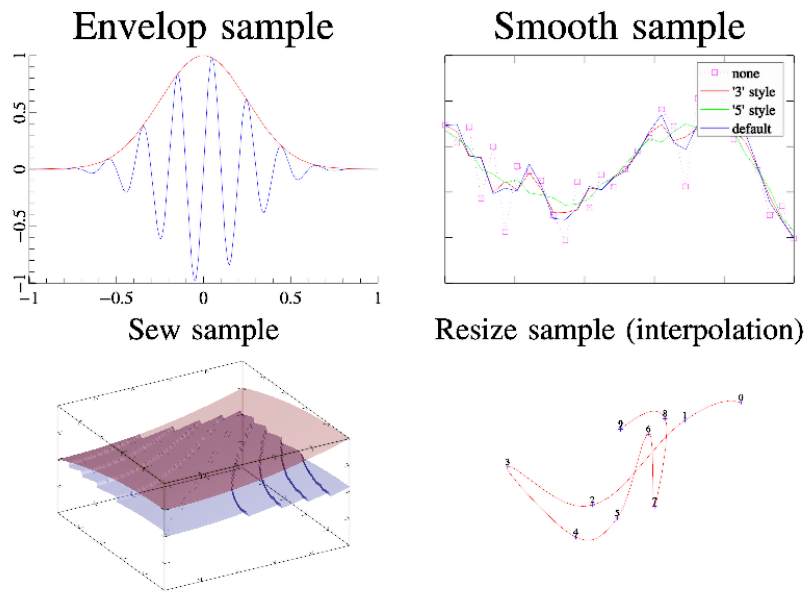 Envelop sample
Smooth sample
1
0.5
0
−0.5
−1
−1
−0.5
0
0.5
1
none
'3' style
'5' style
default
Sew sample
Resize sample (interpolation)
0
1
8
9
6
3
2
7
5
4